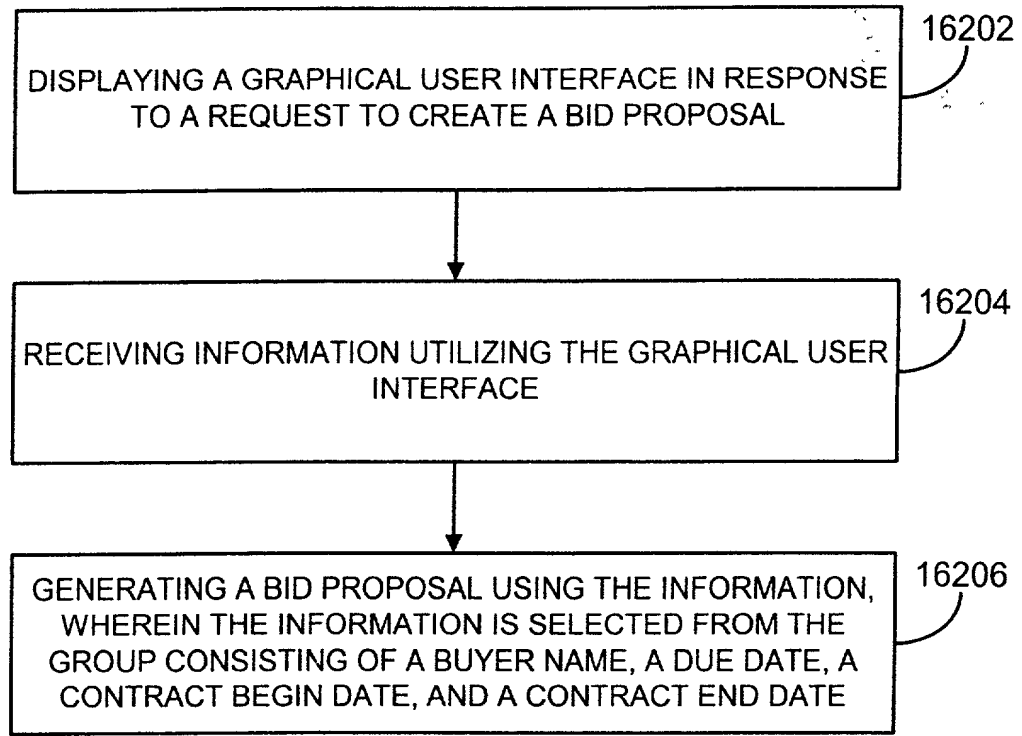 16202
DISPLAYING A GRAPHICAL USER INTERFACE IN RESPONSE
TO A REQUEST TO CREATE A BID PROPOSAL
16204
RECEIVING INFORMATION UTILIZING THE GRAPHICAL USER
INTERFACE
16206
GENERATING A BID PROPOSAL USING THE INFORMATION,
WHEREIN THE INFORMATION IS SELECTED FROM THE
GROUP CONSISTING OF A BUYER NAME, A DUE DATE, A
CONTRACT BEGIN DATE, AND A CONTRACT END DATE